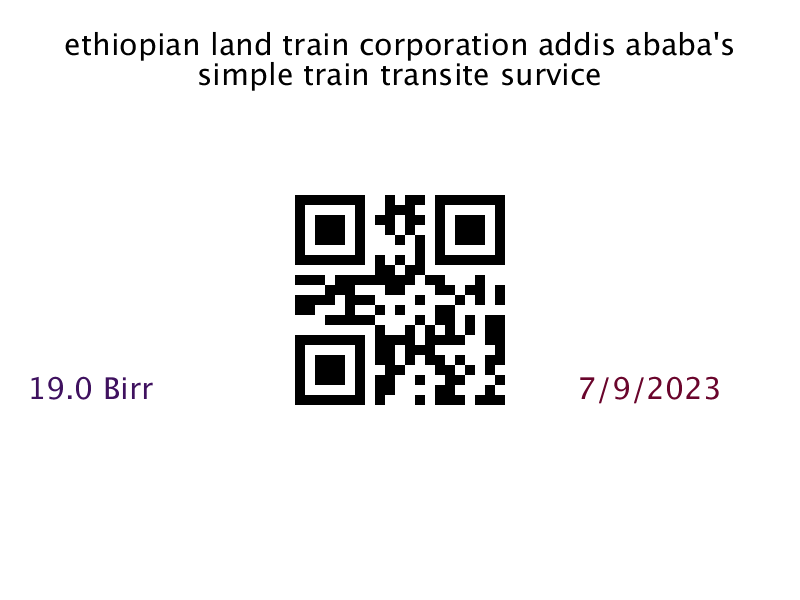 ethiopian land train corporation addis ababa's
simple train transite survice
19.0 Birr
7/9/2023